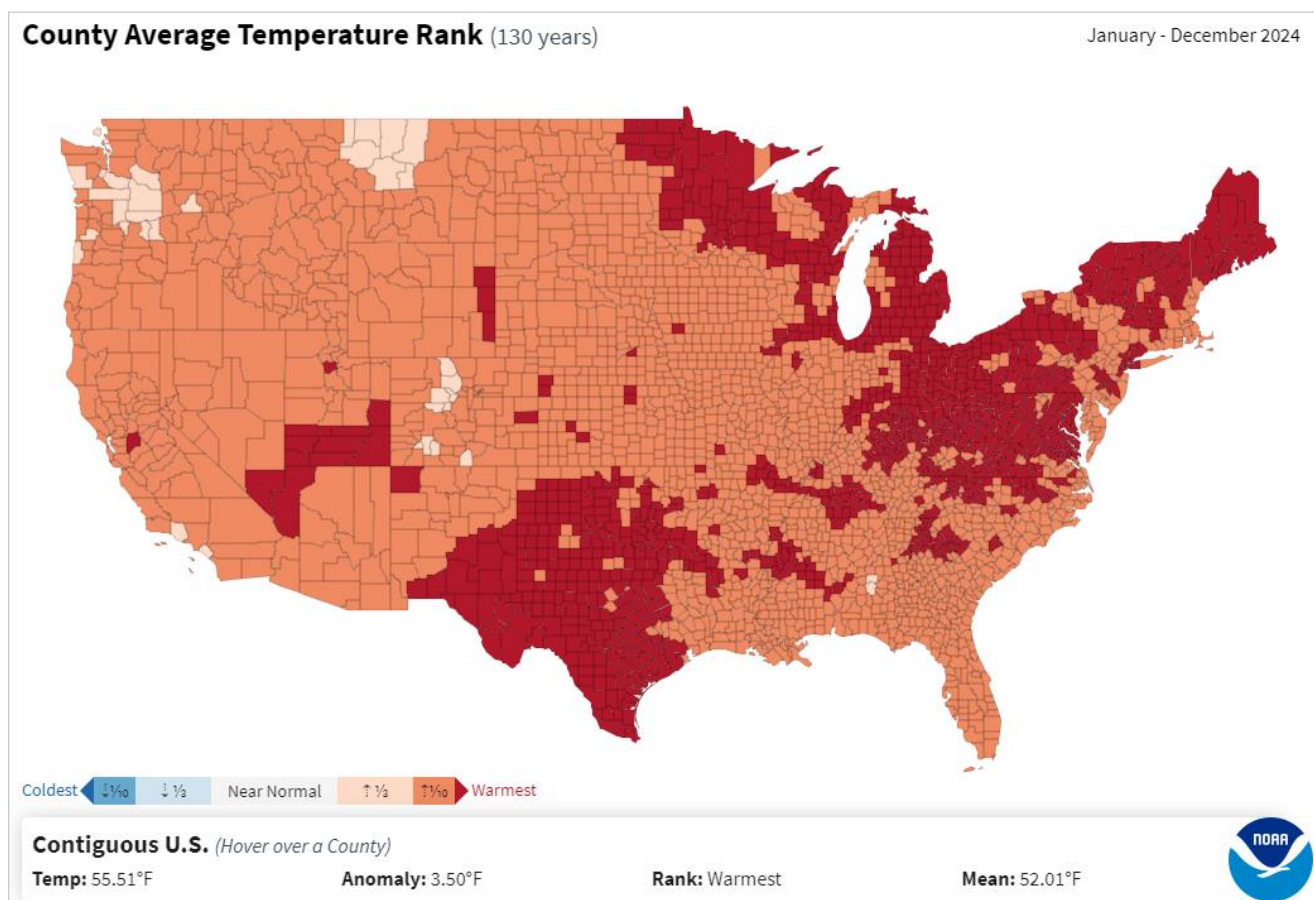 County Average Temperature Rank (130 years)
January - December 2024
Coldest ↓⅒ ↓⅓ Near Normal ↑⅓ ↑⅒ Warmest
Contiguous U.S. (Hover over a County)
Temp: 55.51°F Anomaly: 3.50°F Rank: Warmest Mean: 52.01°F
NOAA